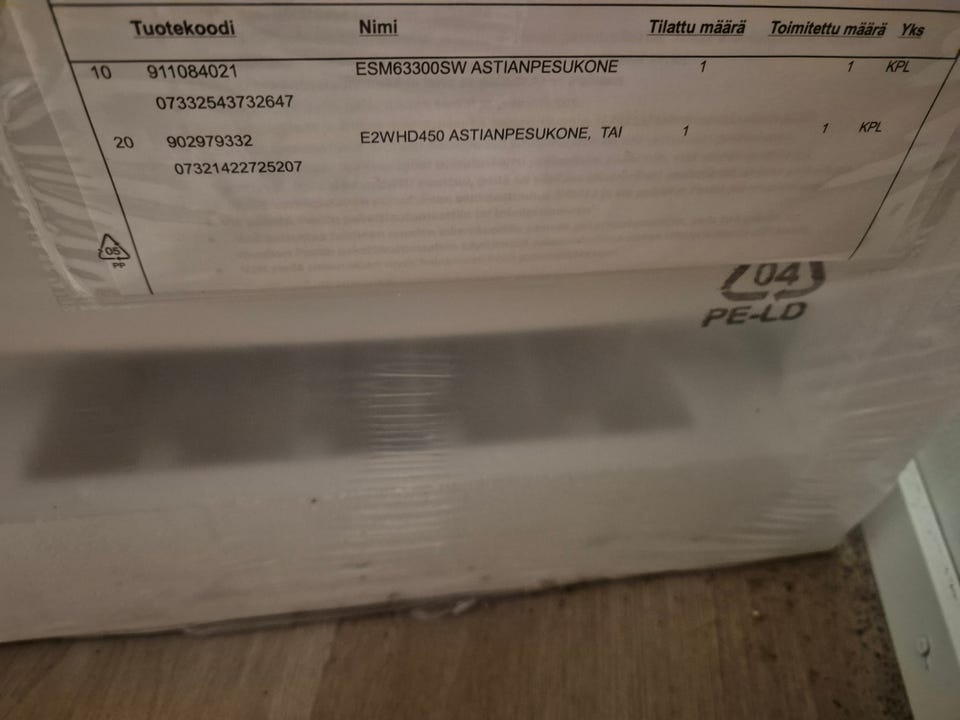 Tuotekoodi Nimi Tilattu määrä Toimitettu määrä Yks
10 911084021 ESM63300SW ASTIANPESUKONE 1 1 KPL
07332543732647
20 902979332 E2WHD450 ASTIANPESUKONE, TAI 1 1 KPL
07321422725207
05
PP
04
PE-LD